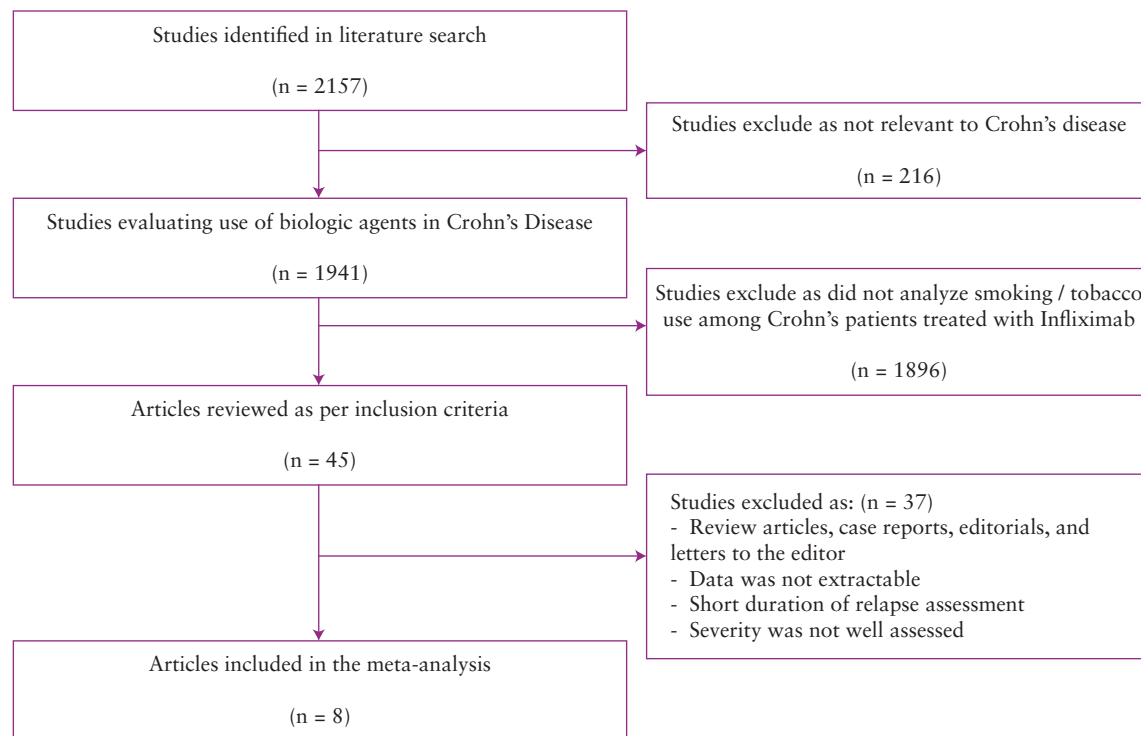 Studies identified in literature search
(n = 2157)
Studies exclude as not relevant to Crohn's disease
(n = 216)
Studies evaluating use of biologic agents in Crohn's Disease
(n = 1941)
Studies exclude as did not analyze smoking / tobacco
use among Crohn's patients treated with Infliximab
(n = 1896)
Articles reviewed as per inclusion criteria
(n = 45)
Studies excluded as: (n = 37)
- Review articles, case reports, editorials, and
letters to the editor
- Data was not extractable
- Short duration of relapse assessment
- Severity was not well assessed
Articles included in the meta-analysis
(n = 8)